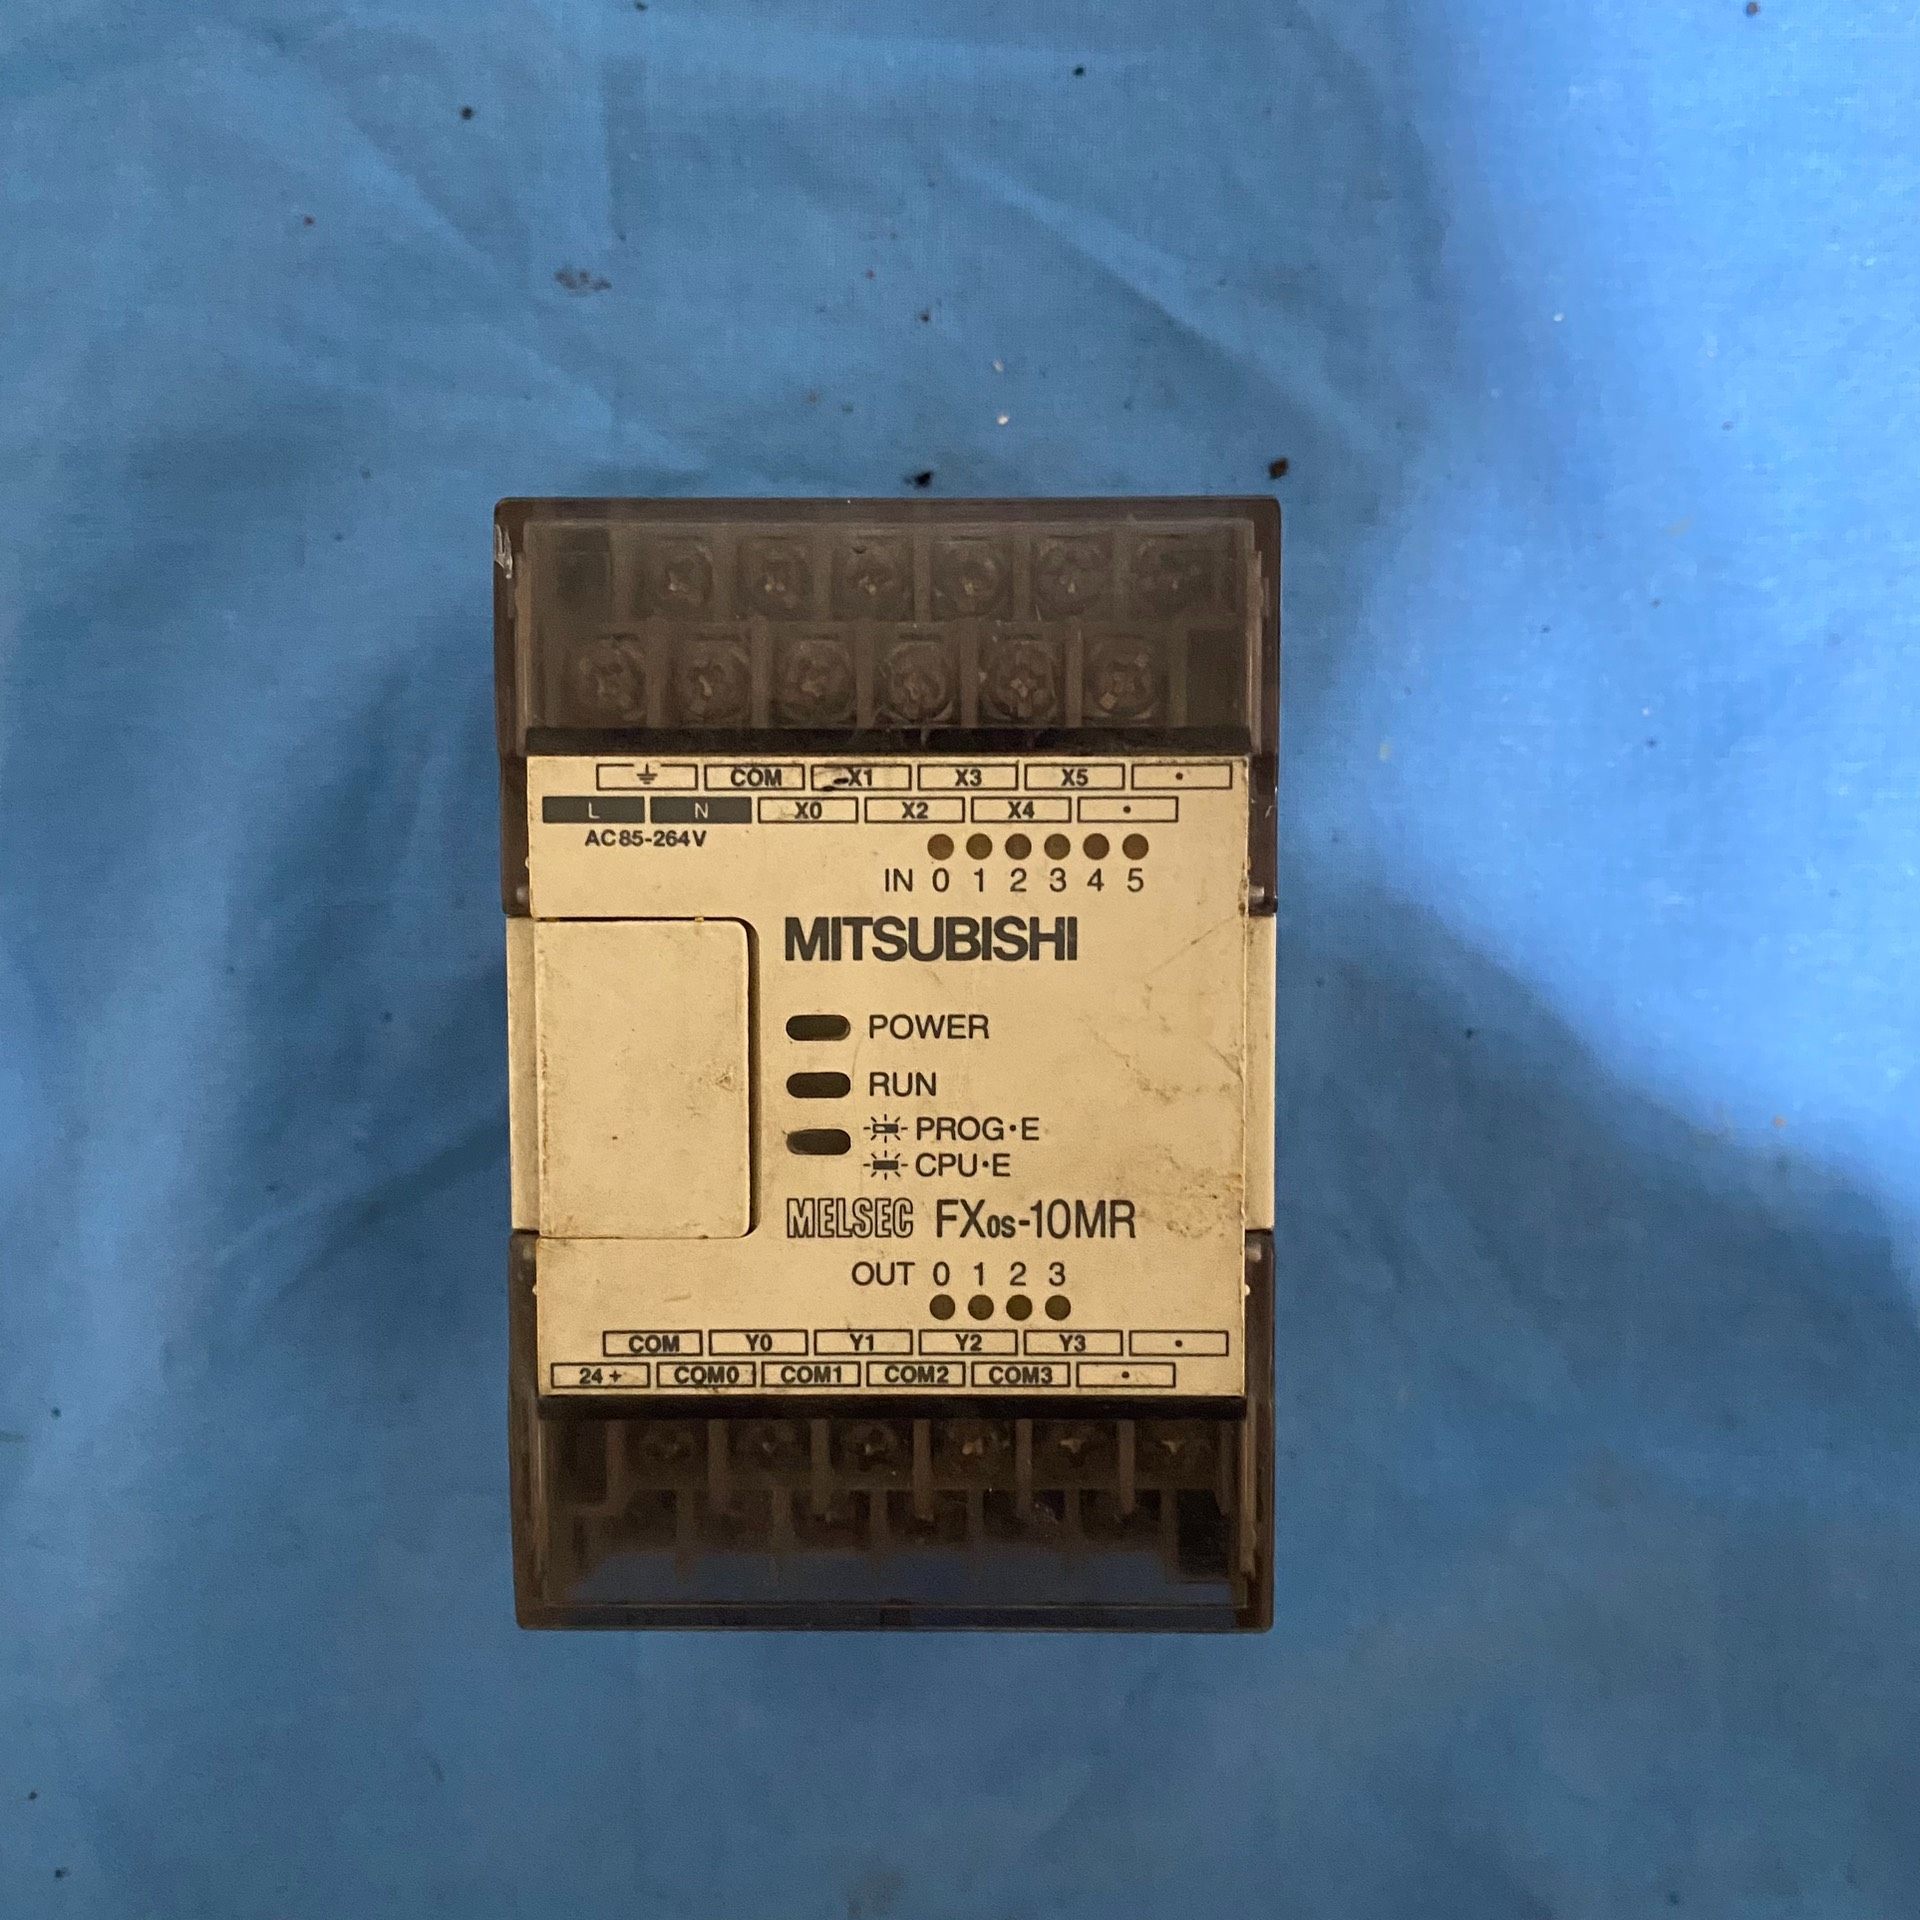 COM X1 X3 X5 •
L N X0 X2 X4 •
AC85-264V
IN 0 1 2 3 4 5
MITSUBISHI
POWER
RUN
PROG•E
CPU•E
MELSEC FX0S-10MR
OUT 0 1 2 3
COM Y0 Y1 Y2 Y3 •
24+ COM0 COM1 COM2 COM3 •